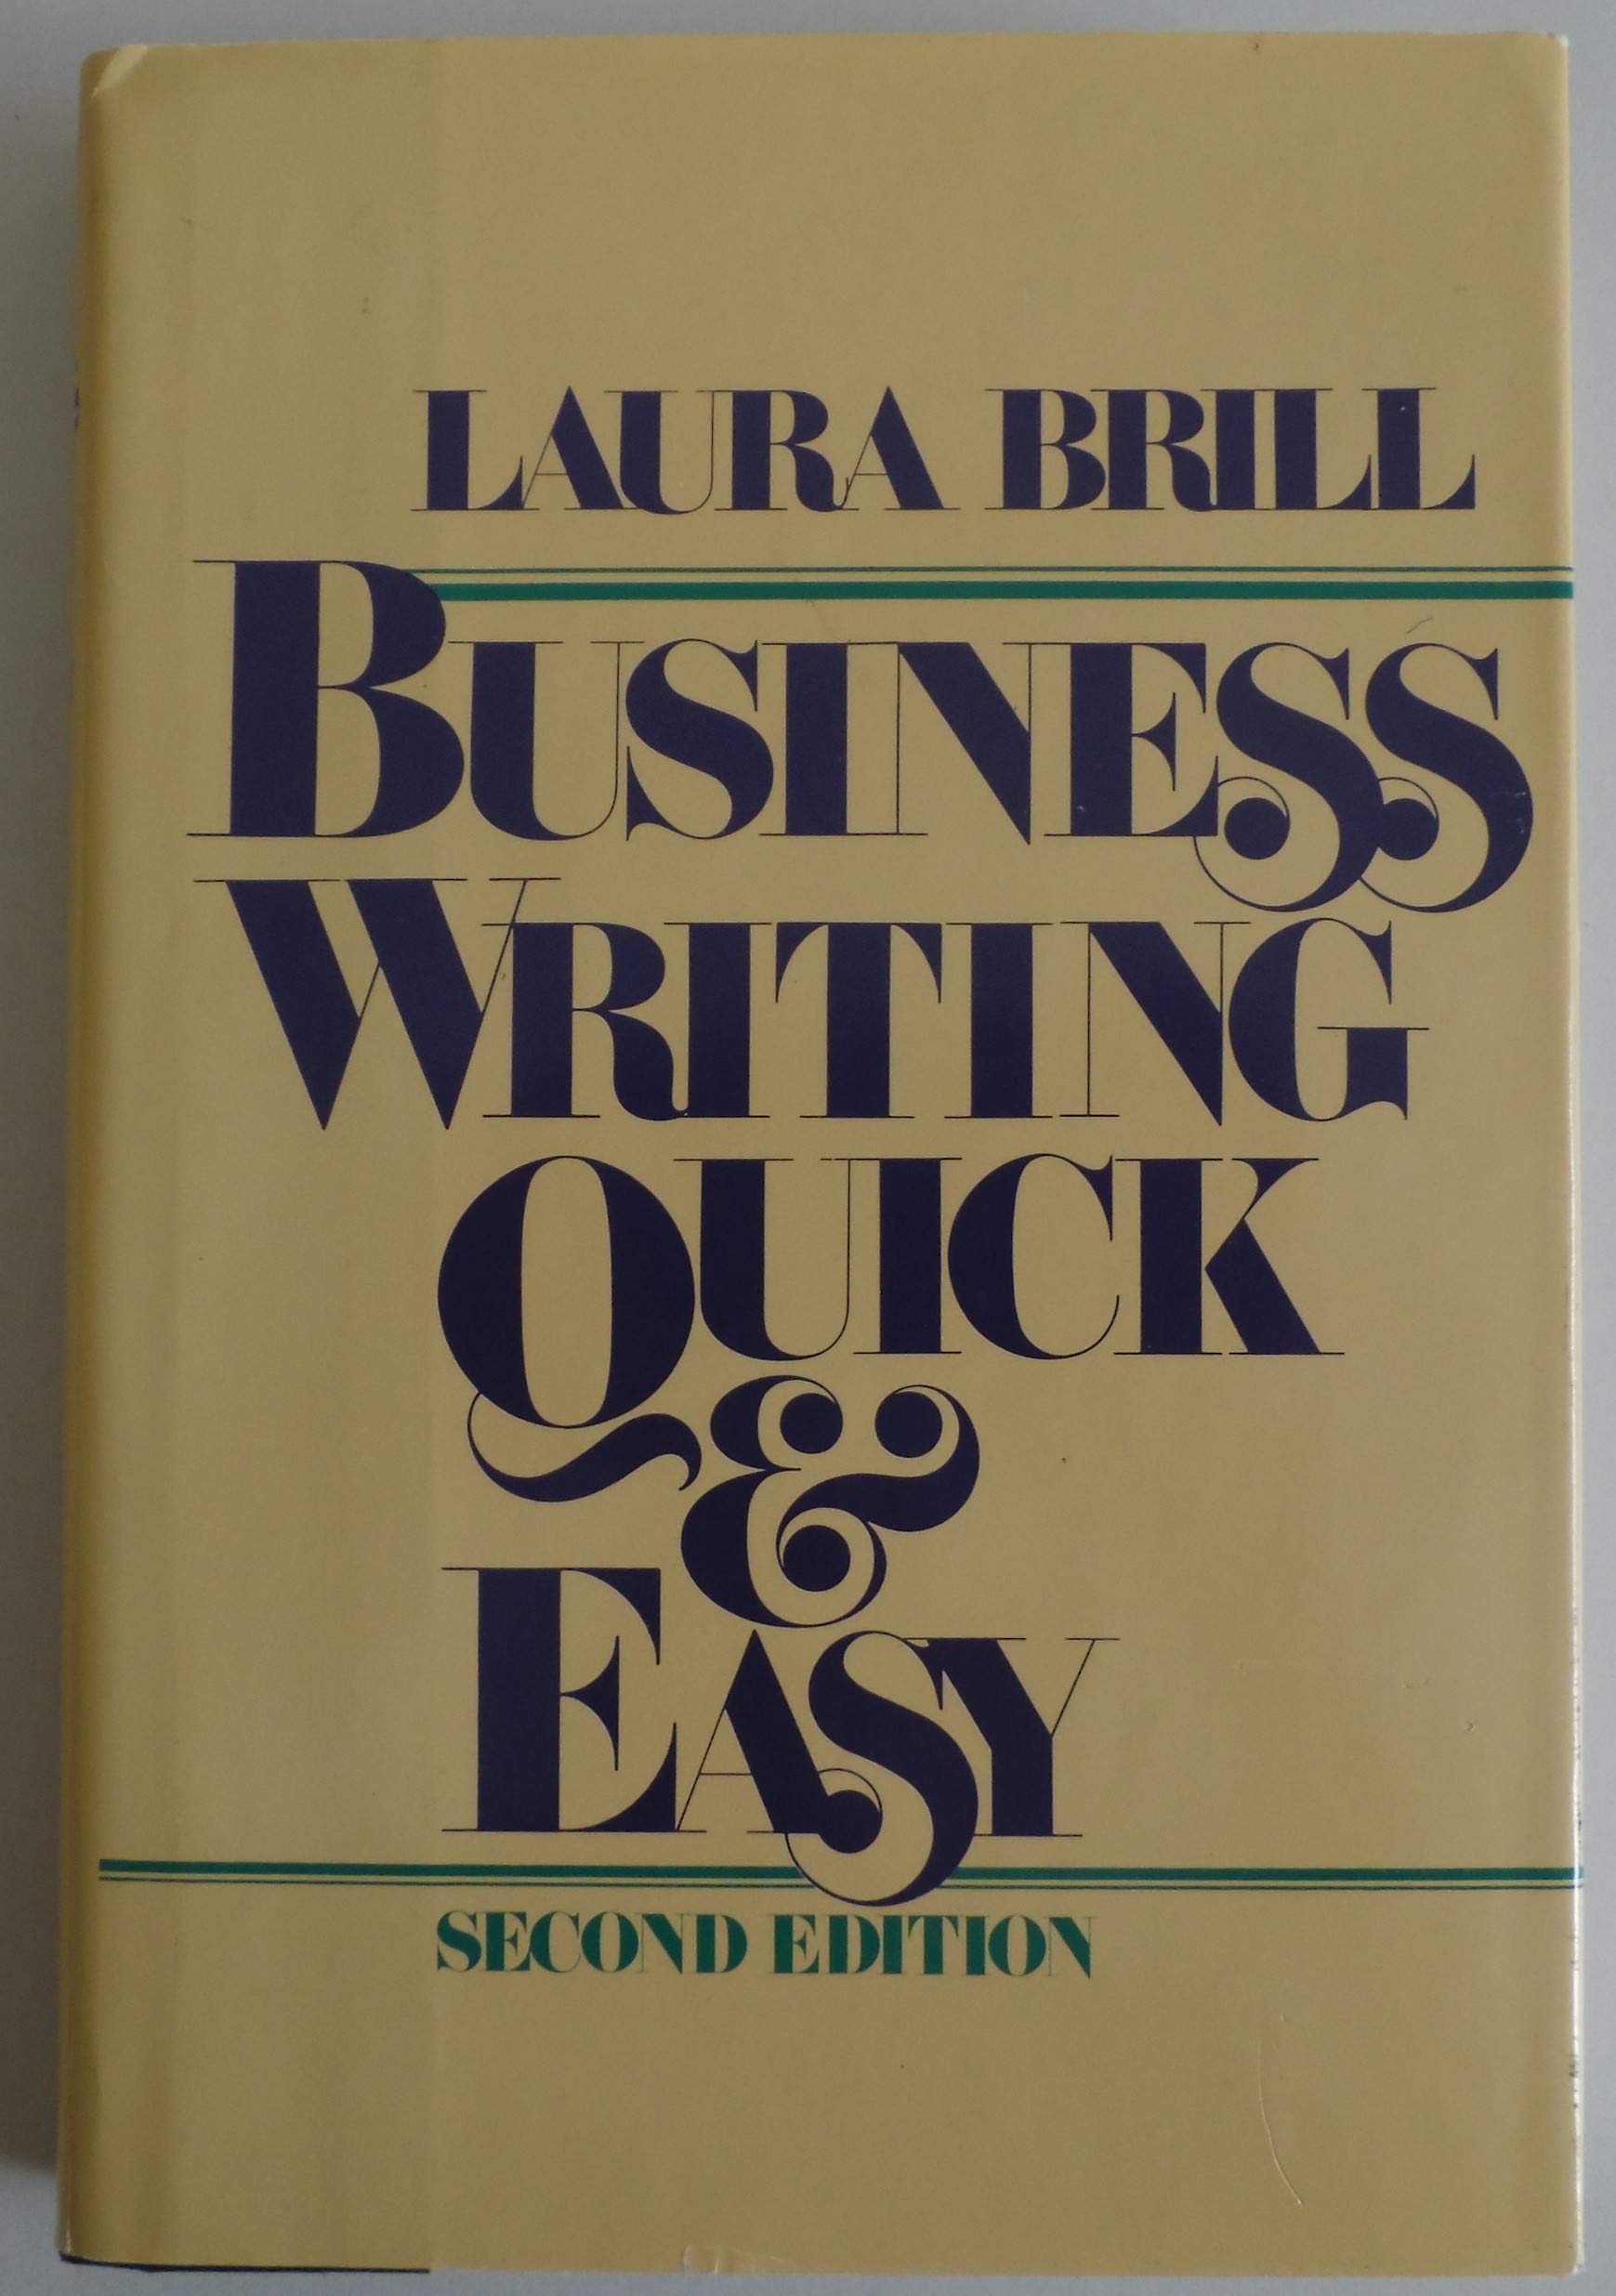 LAURA BRILL
BUSINESS
WRITING
QUICK
&
EASY
SECOND EDITION